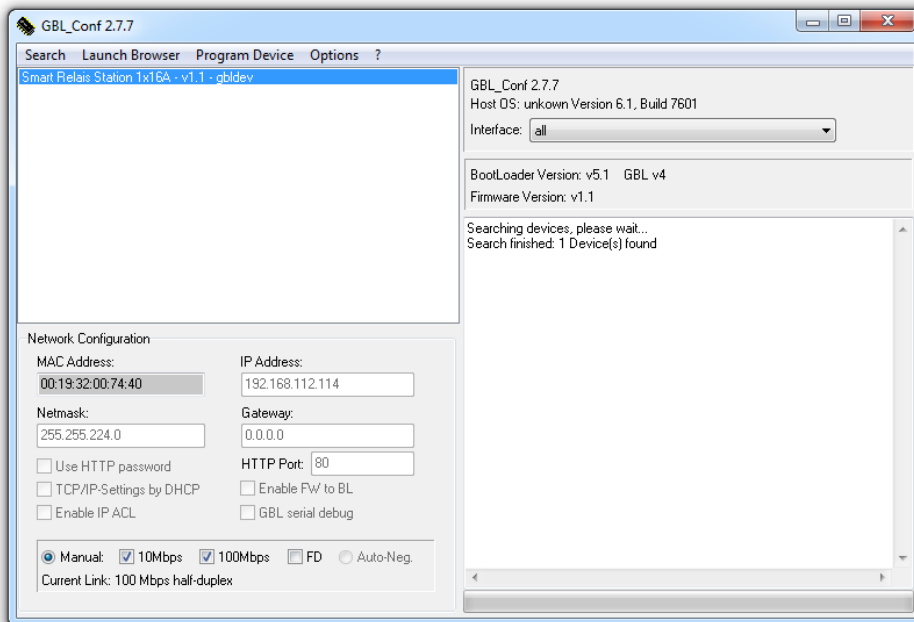 GBL_Conf 2.7.7
Search Launch Browser Program Device Options ?
Smart Relais Station 1x16A - v1.1 - gbldev
GBL_Conf 2.7.7
Host OS: unkown Version 6.1, Build 7601
Interface: all
BootLoader Version: v5.1 GBL v4
Firmware Version: v1.1
Searching devices, please wait...
Search finished: 1 Device(s) found
Network Configuration
MAC Address: IP Address:
00:19:32:00:74:40 192.168.112.114
Netmask: Gateway:
255.255.224.0 0.0.0.0
Use HTTP password HTTP Port: 80
TCP/IP-Settings by DHCP Enable FW to BL
Enable IP ACL GBL serial debug
Manual: 10Mbps 100Mbps FD Auto-Neg.
Current Link: 100 Mbps half-duplex